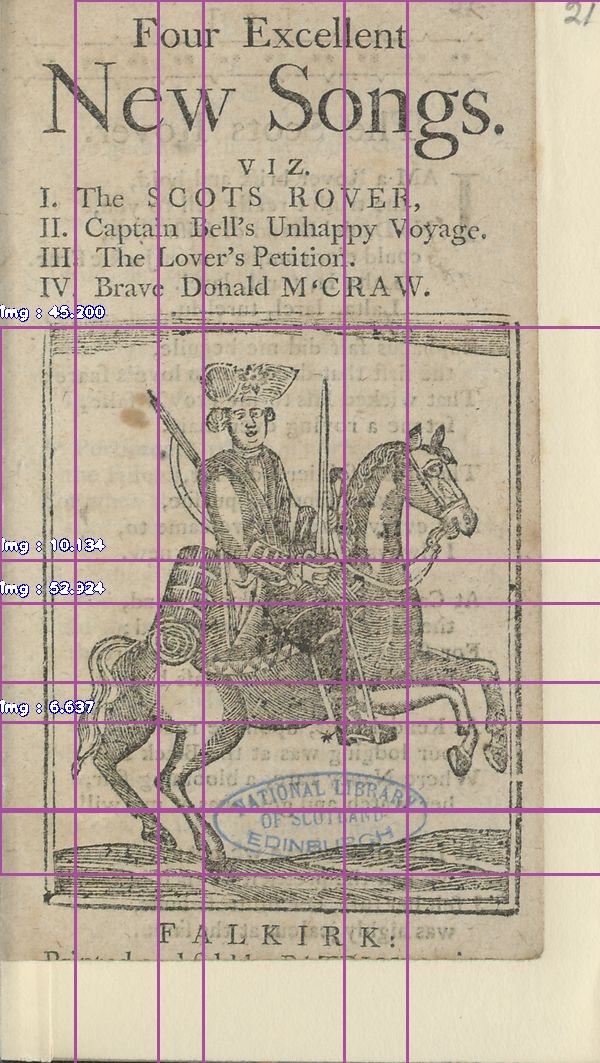 21
Four Excellent
New Songs.
VIZ.
I. The SCOTS ROVER,
II. Captain Bell's Unhappy Voyage.
III The Lover's Petition.
IV. Brave Donald M‘CRAW.
Img : 45.200
Img : 10.134
Img : 52.924
Img : 6.637
NATIONAL LIBRARY
OF SCOTLAND
EDINBURGH
FALKIRK: